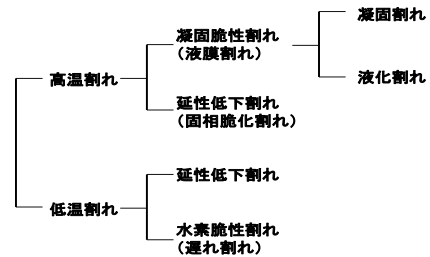 凝固割れ
凝固脆性割れ
(液膜割れ)
液化割れ
高温割れ
延性低下割れ
(固相脆化割れ)
延性低下割れ
低温割れ
水素脆性割れ
(遅れ割れ)